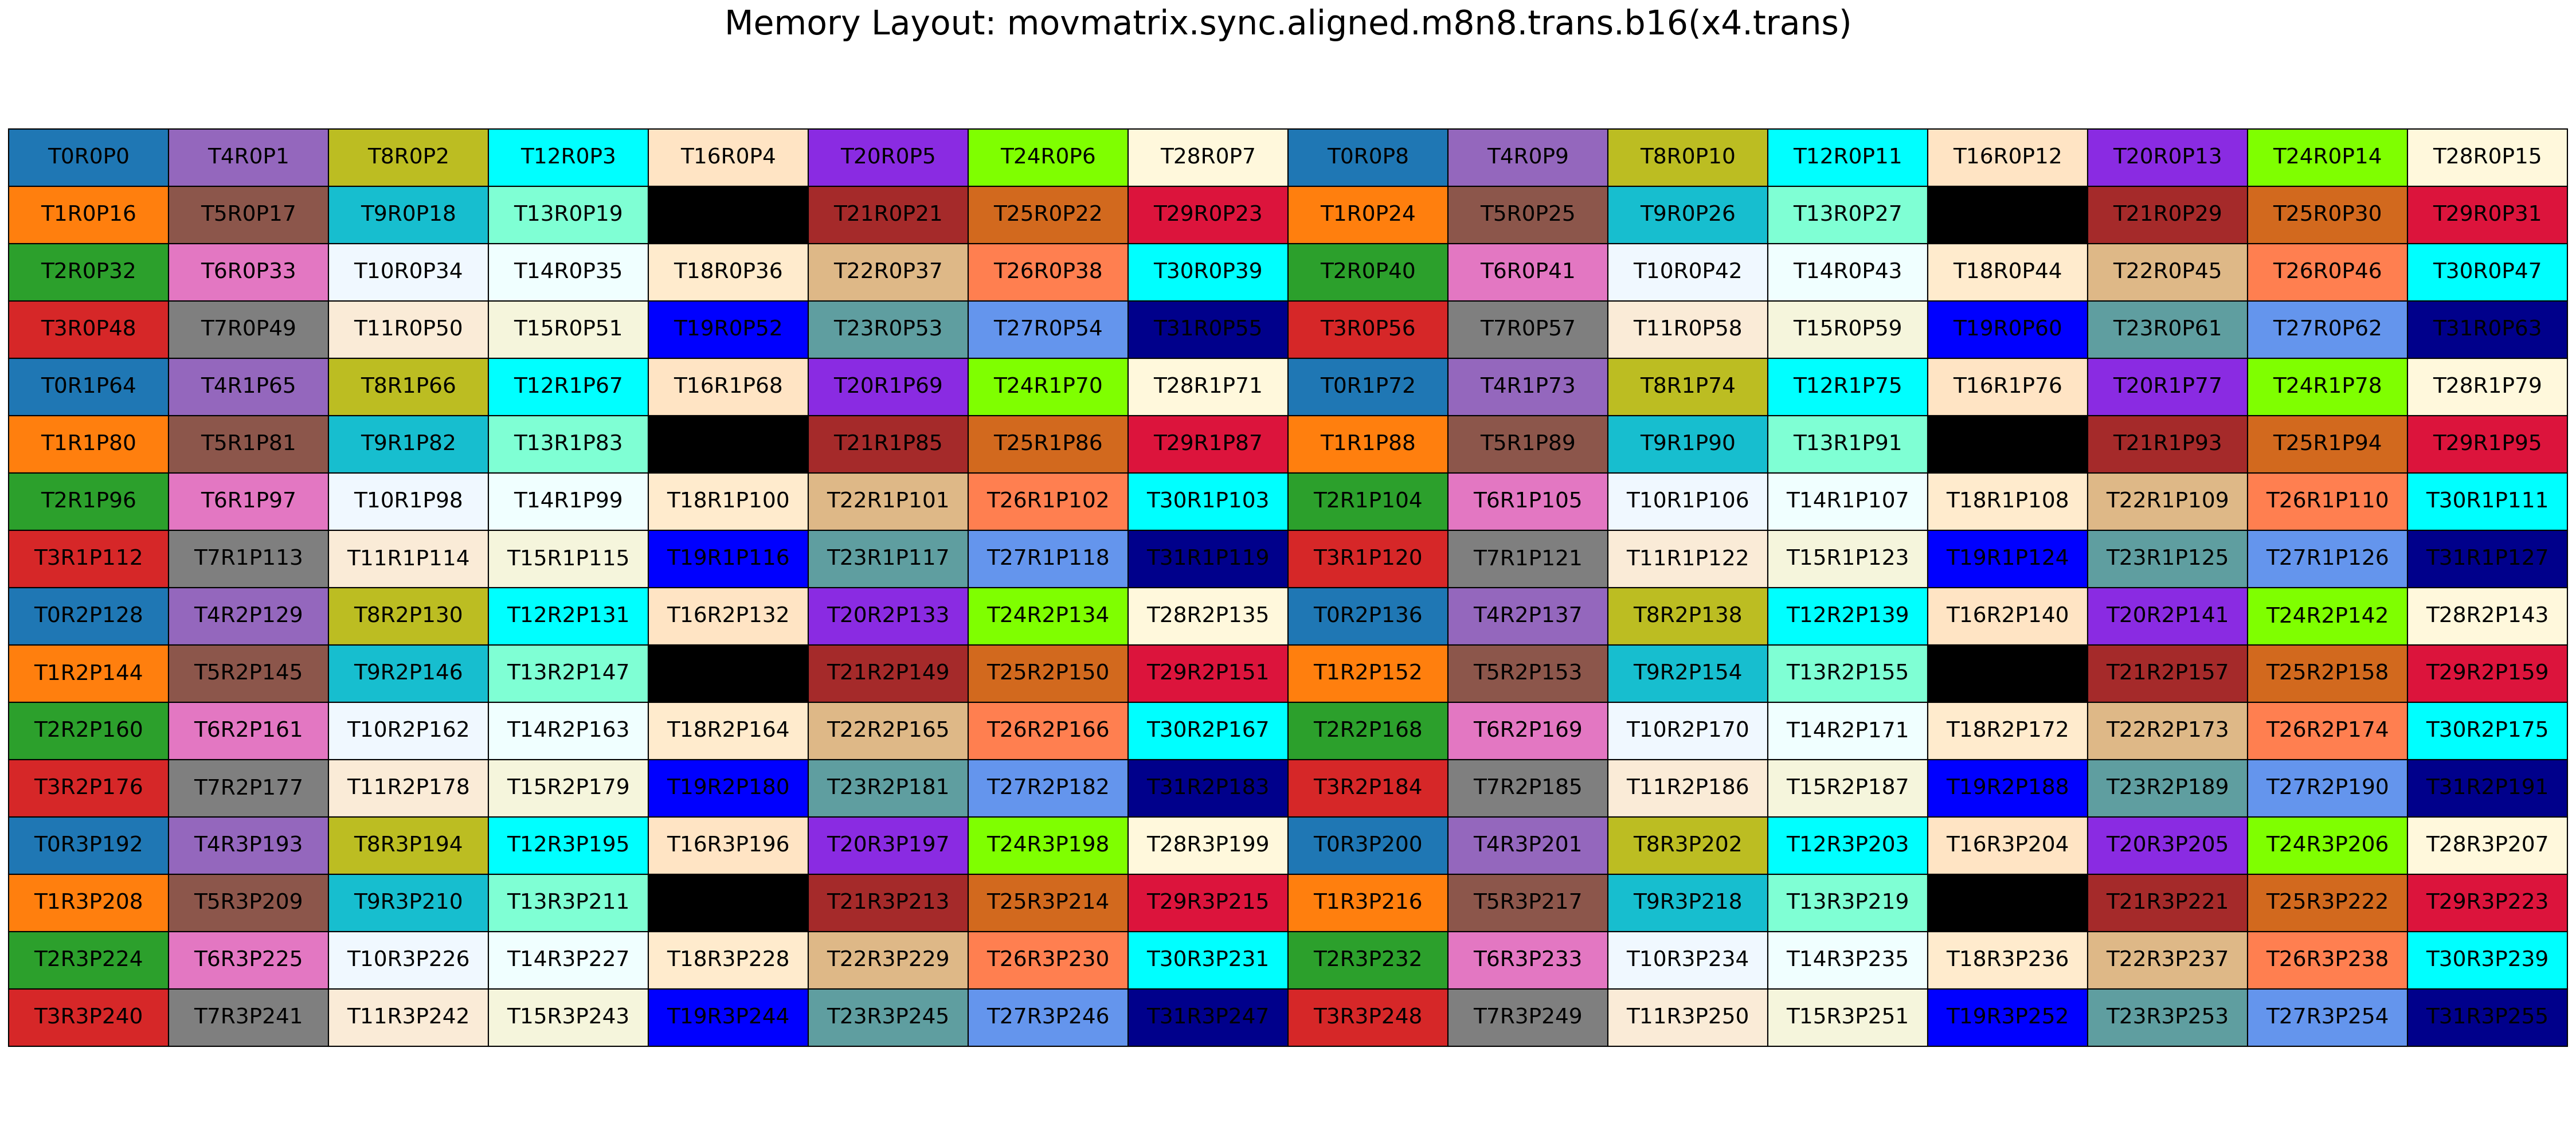 Memory Layout: movmatrix.sync.aligned.m8n8.trans.b16(x4.trans)
T0R0P0 T4R0P1 T8R0P2 T12R0P3 T16R0P4 T20R0P5 T24R0P6 T28R0P7 T0R0P8 T4R0P9 T8R0P10 T12R0P11 T16R0P12 T20R0P13 T24R0P14 T28R0P15
T1R0P16 T5R0P17 T9R0P18 T13R0P19 T21R0P21 T25R0P22 T29R0P23 T1R0P24 T5R0P25 T9R0P26 T13R0P27 T21R0P29 T25R0P30 T29R0P31
T2R0P32 T6R0P33 T10R0P34 T14R0P35 T18R0P36 T22R0P37 T26R0P38 T30R0P39 T2R0P40 T6R0P41 T10R0P42 T14R0P43 T18R0P44 T22R0P45 T26R0P46 T30R0P47
T3R0P48 T7R0P49 T11R0P50 T15R0P51 T19R0P52 T23R0P53 T27R0P54 T31R0P55 T3R0P56 T7R0P57 T11R0P58 T15R0P59 T19R0P60 T23R0P61 T27R0P62 T31R0P63
T0R1P64 T4R1P65 T8R1P66 T12R1P67 T16R1P68 T20R1P69 T24R1P70 T28R1P71 T0R1P72 T4R1P73 T8R1P74 T12R1P75 T16R1P76 T20R1P77 T24R1P78 T28R1P79
T1R1P80 T5R1P81 T9R1P82 T13R1P83 T21R1P85 T25R1P86 T29R1P87 T1R1P88 T5R1P89 T9R1P90 T13R1P91 T21R1P93 T25R1P94 T29R1P95
T2R1P96 T6R1P97 T10R1P98 T14R1P99 T18R1P100 T22R1P101 T26R1P102 T30R1P103 T2R1P104 T6R1P105 T10R1P106 T14R1P107 T18R1P108 T22R1P109 T26R1P110 T30R1P111
T3R1P112 T7R1P113 T11R1P114 T15R1P115 T19R1P116 T23R1P117 T27R1P118 T31R1P119 T3R1P120 T7R1P121 T11R1P122 T15R1P123 T19R1P124 T23R1P125 T27R1P126 T31R1P127
T0R2P128 T4R2P129 T8R2P130 T12R2P131 T16R2P132 T20R2P133 T24R2P134 T28R2P135 T0R2P136 T4R2P137 T8R2P138 T12R2P139 T16R2P140 T20R2P141 T24R2P142 T28R2P143
T1R2P144 T5R2P145 T9R2P146 T13R2P147 T21R2P149 T25R2P150 T29R2P151 T1R2P152 T5R2P153 T9R2P154 T13R2P155 T21R2P157 T25R2P158 T29R2P159
T2R2P160 T6R2P161 T10R2P162 T14R2P163 T18R2P164 T22R2P165 T26R2P166 T30R2P167 T2R2P168 T6R2P169 T10R2P170 T14R2P171 T18R2P172 T22R2P173 T26R2P174 T30R2P175
T3R2P176 T7R2P177 T11R2P178 T15R2P179 T19R2P180 T23R2P181 T27R2P182 T31R2P183 T3R2P184 T7R2P185 T11R2P186 T15R2P187 T19R2P188 T23R2P189 T27R2P190 T31R2P191
T0R3P192 T4R3P193 T8R3P194 T12R3P195 T16R3P196 T20R3P197 T24R3P198 T28R3P199 T0R3P200 T4R3P201 T8R3P202 T12R3P203 T16R3P204 T20R3P205 T24R3P206 T28R3P207
T1R3P208 T5R3P209 T9R3P210 T13R3P211 T21R3P213 T25R3P214 T29R3P215 T1R3P216 T5R3P217 T9R3P218 T13R3P219 T21R3P221 T25R3P222 T29R3P223
T2R3P224 T6R3P225 T10R3P226 T14R3P227 T18R3P228 T22R3P229 T26R3P230 T30R3P231 T2R3P232 T6R3P233 T10R3P234 T14R3P235 T18R3P236 T22R3P237 T26R3P238 T30R3P239
T3R3P240 T7R3P241 T11R3P242 T15R3P243 T19R3P244 T23R3P245 T27R3P246 T31R3P247 T3R3P248 T7R3P249 T11R3P250 T15R3P251 T19R3P252 T23R3P253 T27R3P254 T31R3P255